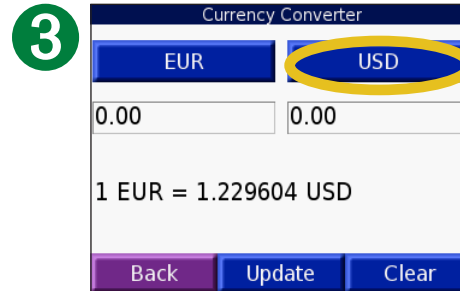 3
Currency Converter
EUR USD
0.00 0.00
1 EUR = 1.229604 USD
Back Update Clear